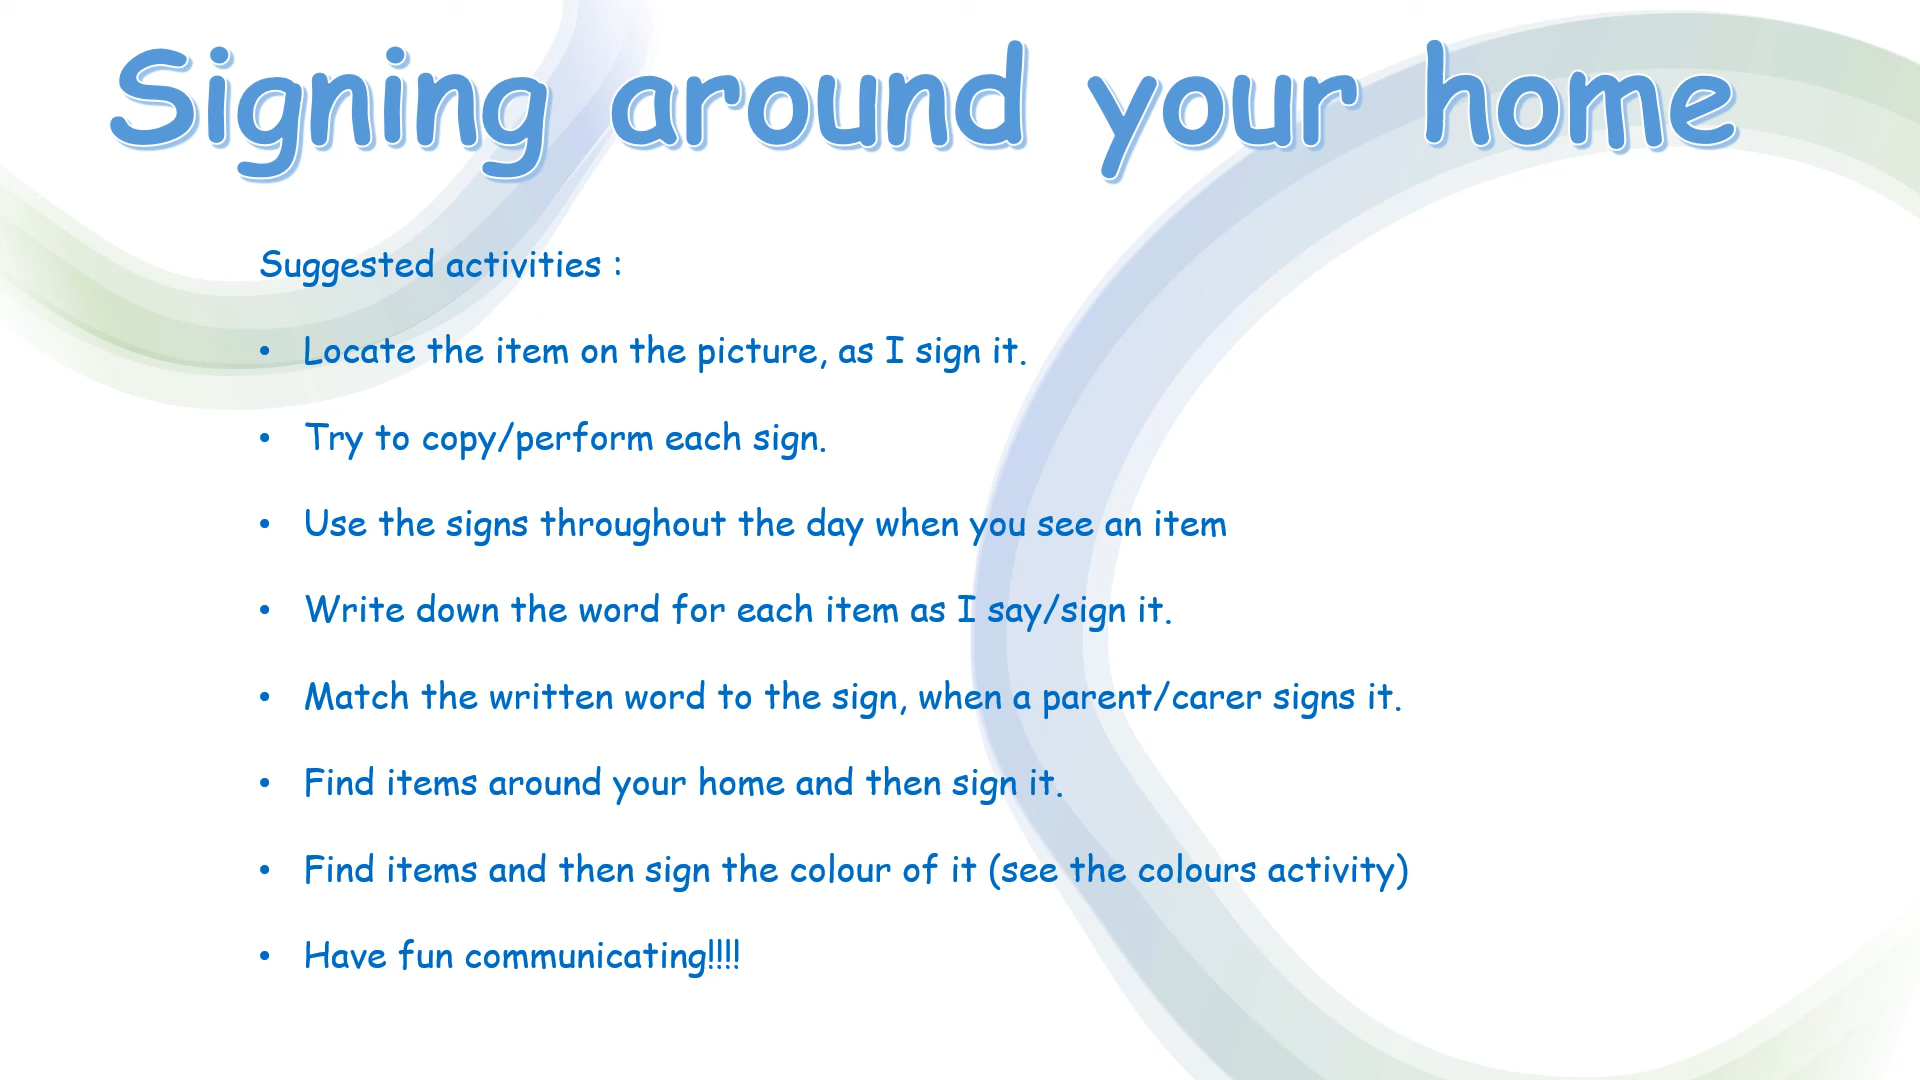 Signing around your home
Suggested activities :
• Locate the item on the picture, as I sign it.
• Try to copy/perform each sign.
• Use the signs throughout the day when you see an item
• Write down the word for each item as I say/sign it.
• Match the written word to the sign, when a parent/carer signs it.
• Find items around your home and then sign it.
• Find items and then sign the colour of it (see the colours activity)
• Have fun communicating!!!!